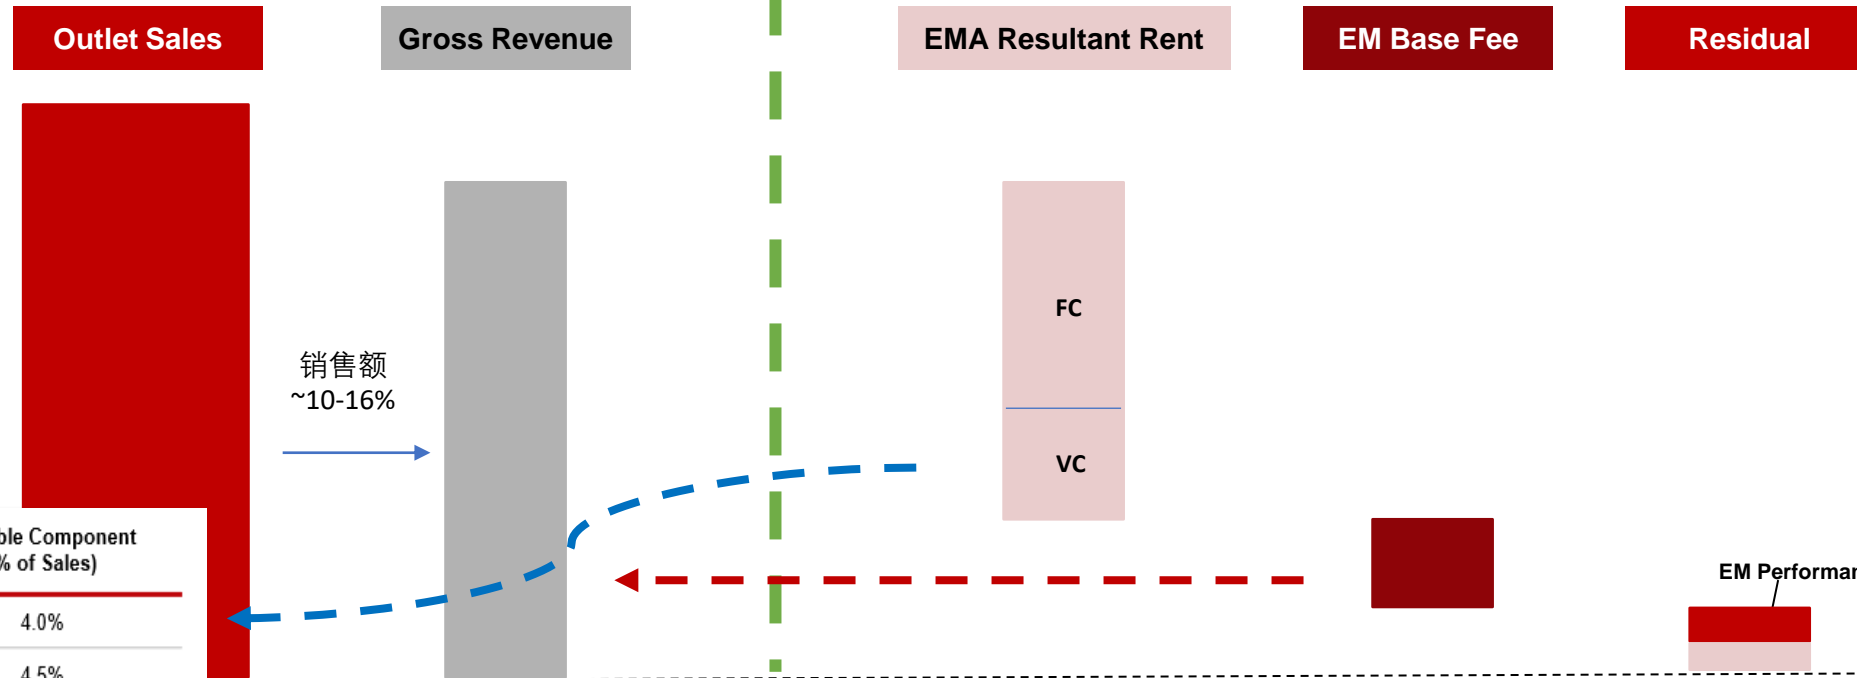 Outlet Sales
Gross Revenue
EMA Resultant Rent
EM Base Fee
Residual
销售额
~10-16%
FC
VC
ble Component
% of Sales)
4.0%
4.5%
EM Performan